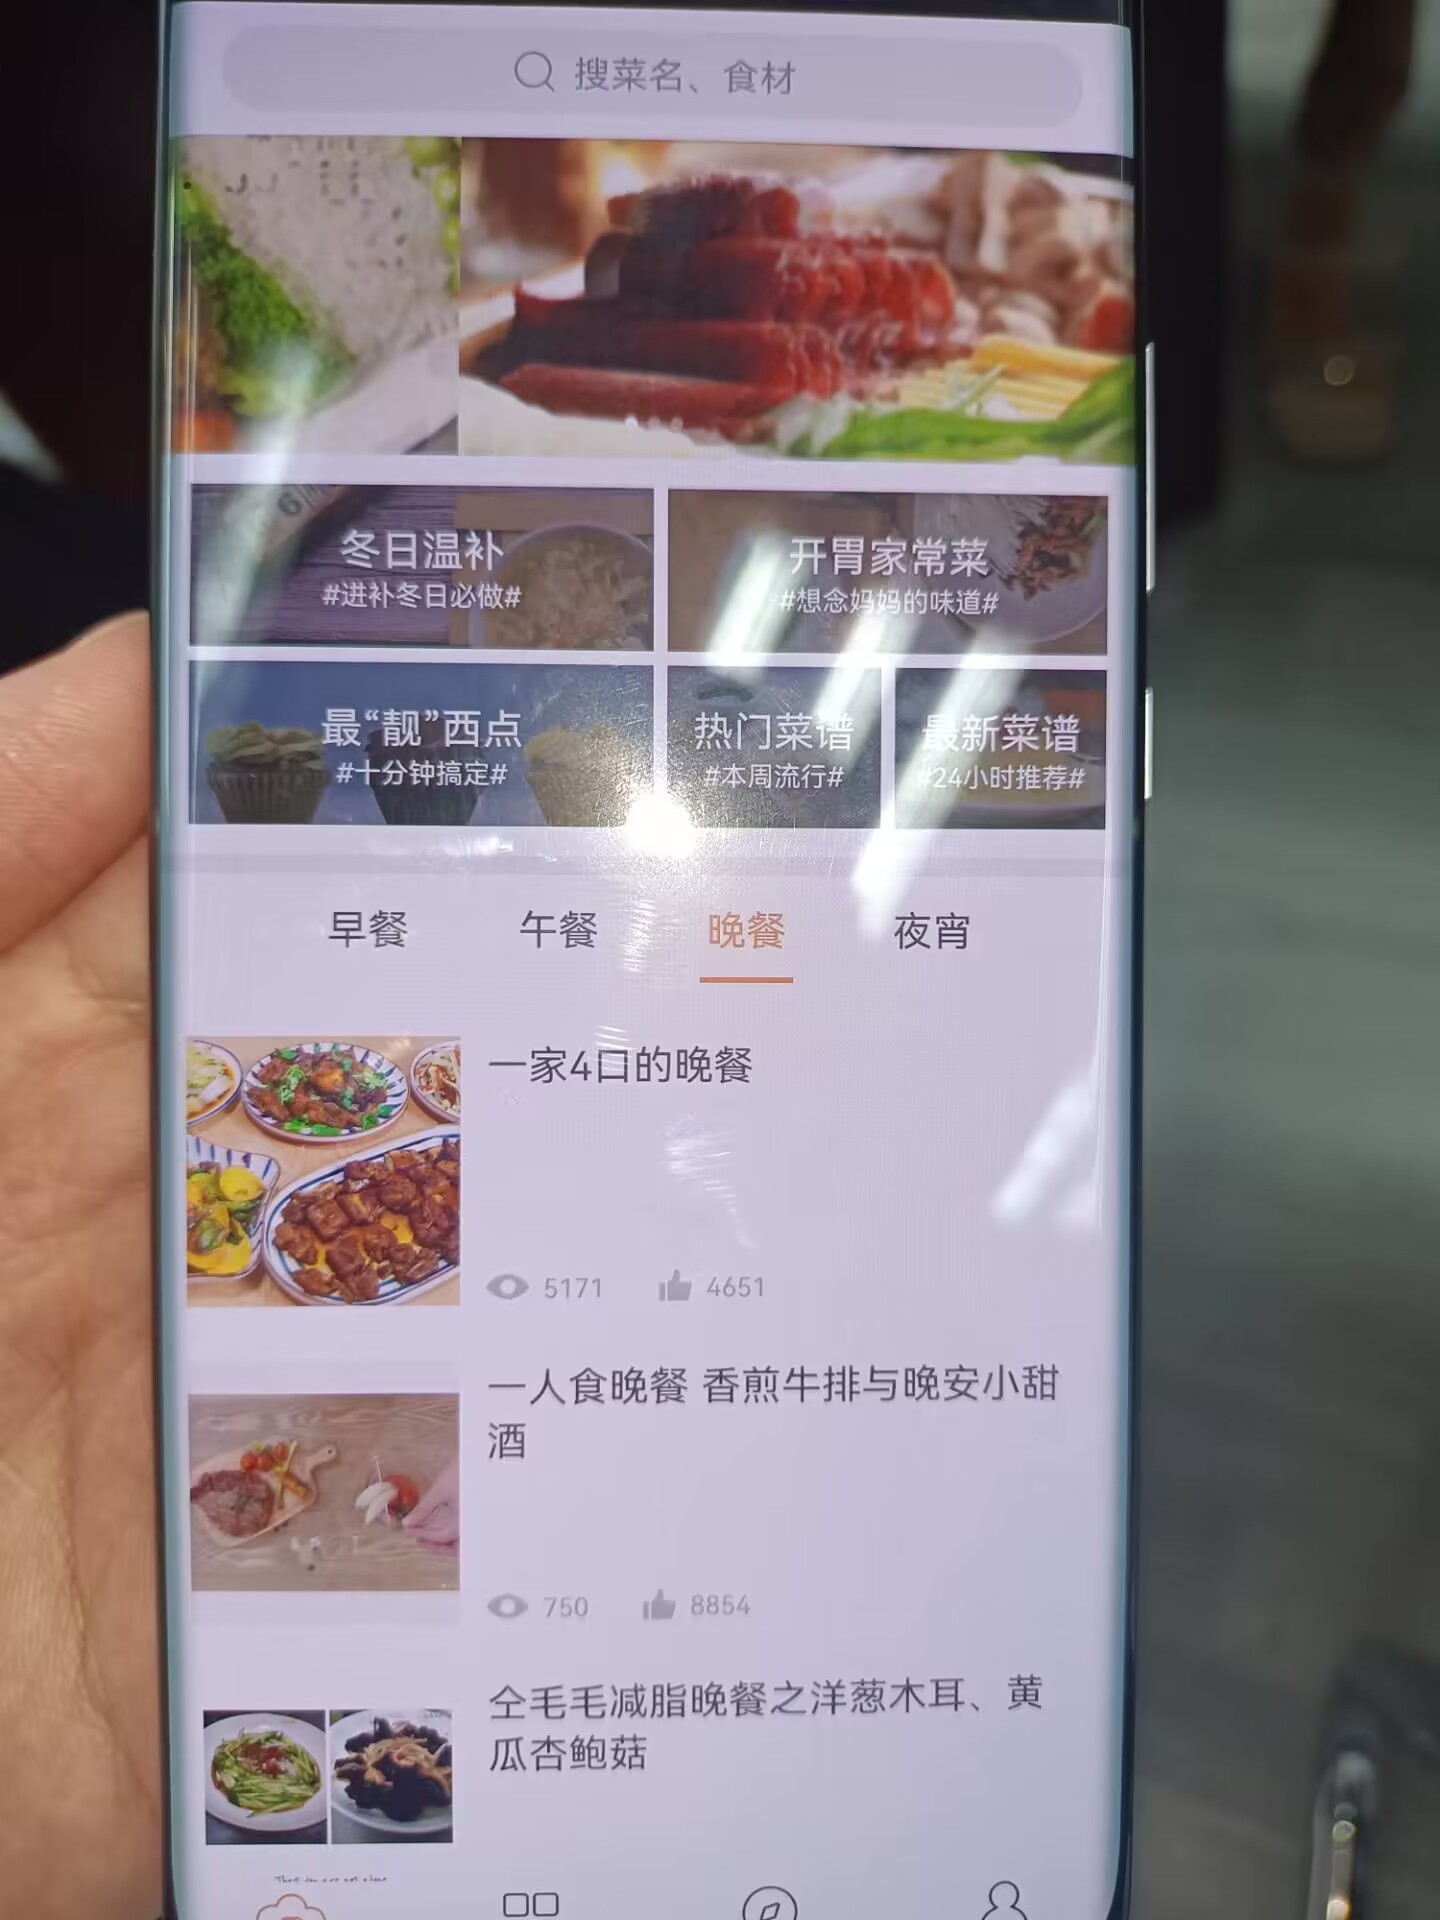 搜菜名、食材
冬日温补
#进补冬日必做#
开胃家常菜
#想念妈妈的味道#
最“靓”西点
#十分钟搞定#
热门菜谱
#本周流行#
最新菜谱
#24小时推荐#
早餐 午餐 晚餐 夜宵
一家4口的晚餐
5171 4651
一人食晚餐 香煎牛排与晚安小甜
酒
750 8854
仝毛毛减脂晚餐之洋葱木耳、黄
瓜杏鲍菇